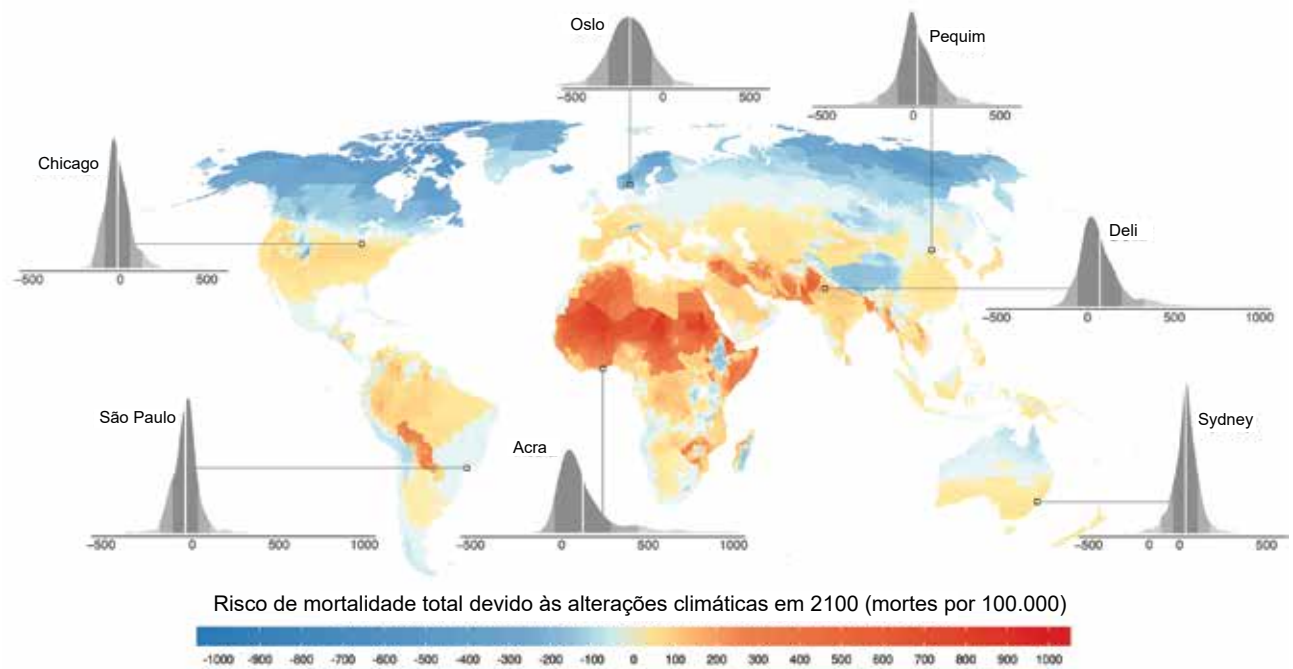 Oslo
–500 0 500
Pequim
–500 0 500
Chicago
–500 0 500
Deli
–500 0 500 1000
São Paulo
–500 0 500 1000
Acra
–500 0 500 1000
Sydney
–500 0 0 500
Risco de mortalidade total devido às alterações climáticas em 2100 (mortes por 100.000)
-1000 -900 -800 -700 -600 -500 -400 -300 -200 -100 0 100 200 300 400 500 600 700 800 900 1000